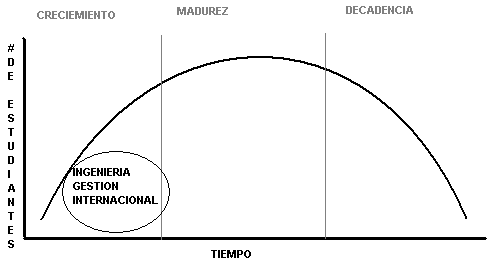 CRECIEMIENTO
MADUREZ
DECADENCIA
# DE ESTUDIANTES
INGENIERIA
GESTION
INTERNACIONAL
TIEMPO